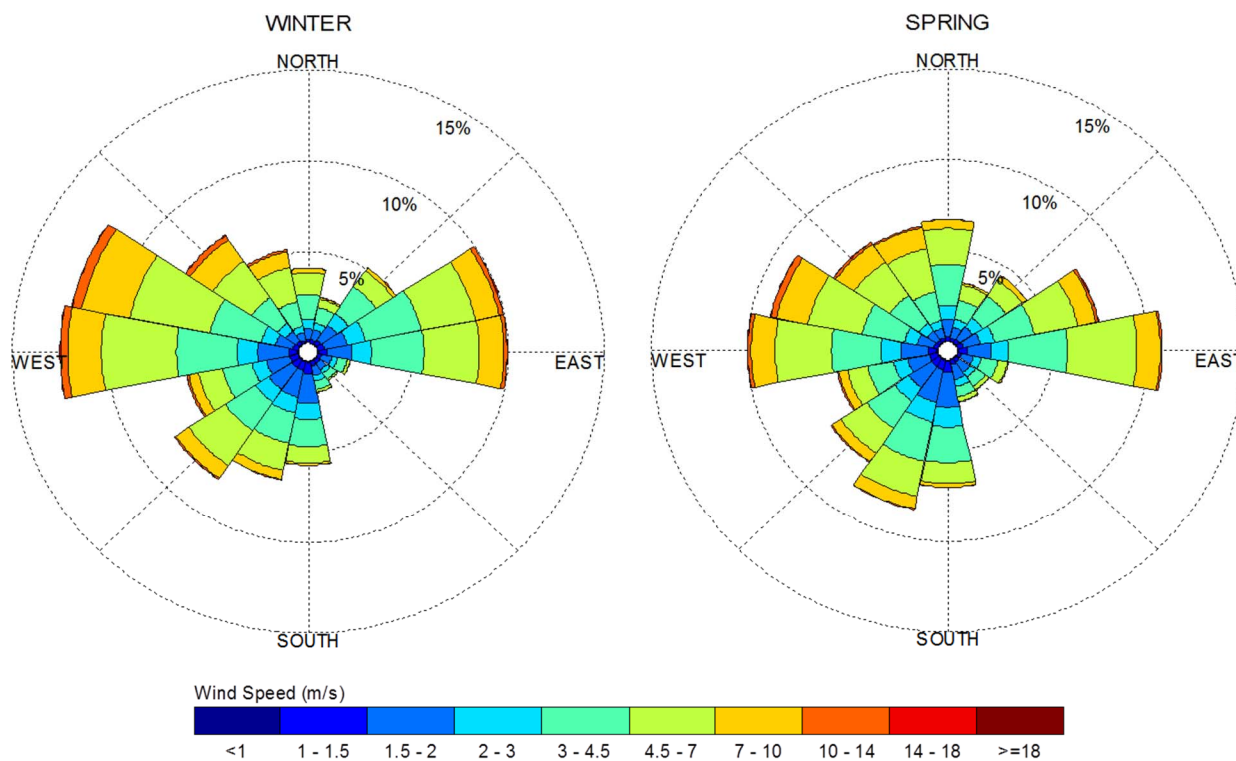 WINTER
NORTH
15%
10%
5%
WEST
EAST
SOUTH
SPRING
NORTH
15%
10%
5%
WEST
EAST
SOUTH
Wind Speed (m/s)
<1 1 - 1.5 1.5 - 2 2 - 3 3 - 4.5 4.5 - 7 7 - 10 10 - 14 14 - 18 >=18